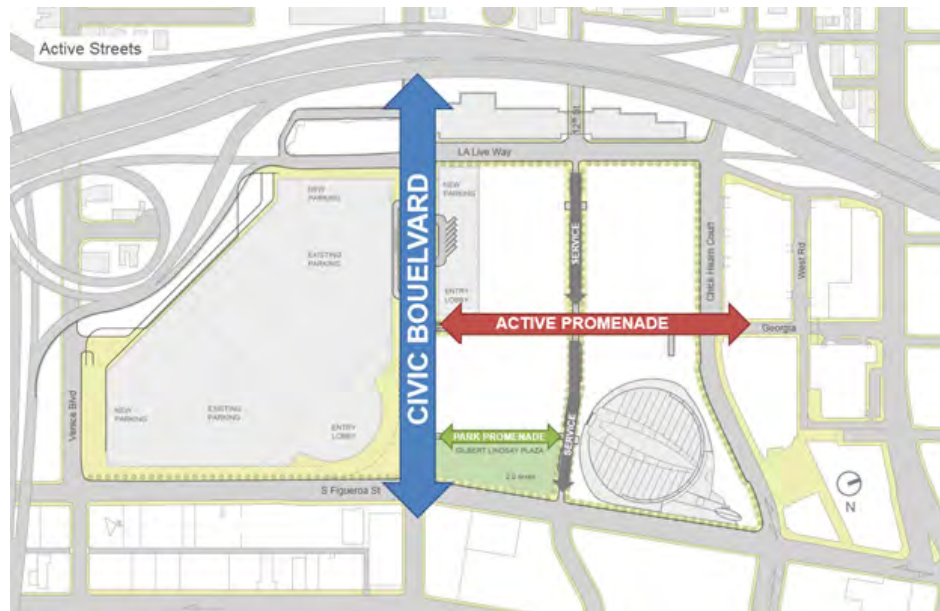 Active Streets
12th St
LA Live Way
NEW
PARKING
NEW
PARKING
EXISTING
PARKING
ENTRY
LOBBY
CIVIC BOUELVARD
SERVICE
Chick Hearn Court
West Rd
ACTIVE PROMENADE
Georgia
Venice Blvd
NEW
PARKING
EXISTING
PARKING
ENTRY
LOBBY
PARK PROMENADE
GILBERT LINDSAY PLAZA
SERVICE
S Figueroa St
N